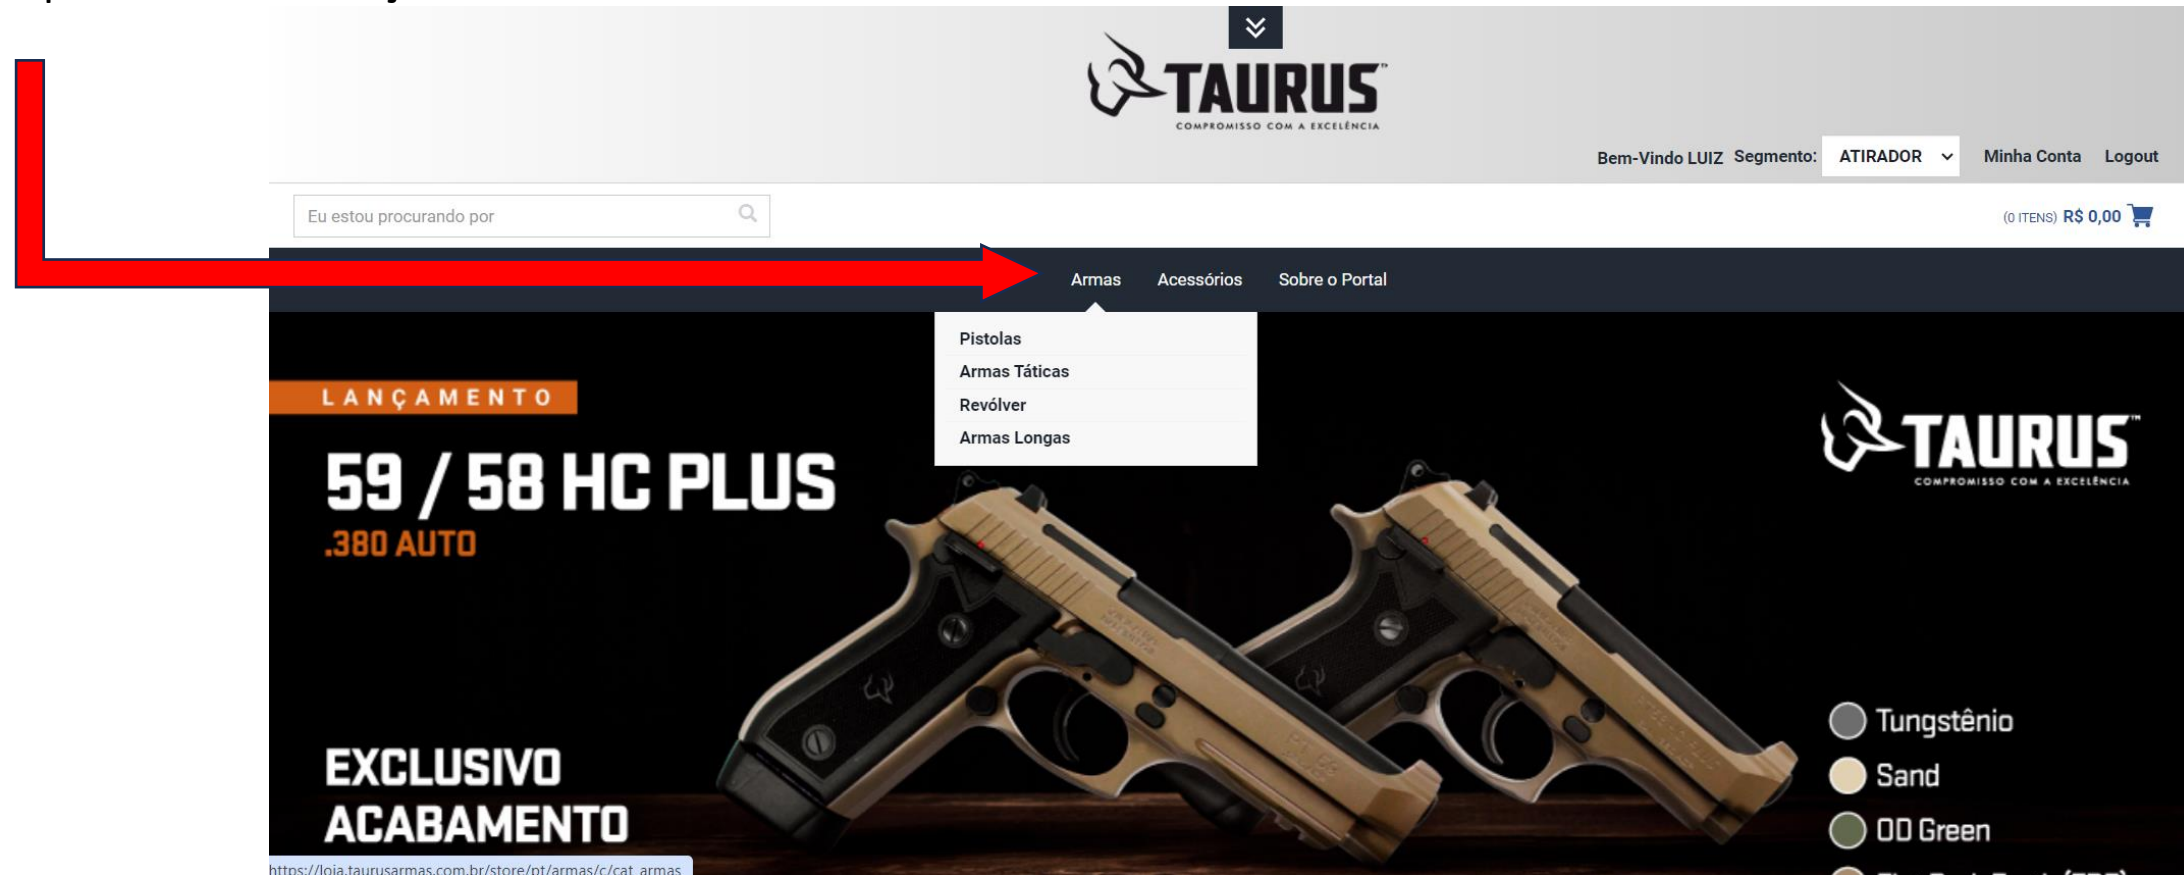 TAURUS™
COMPROMISSO COM A EXCELÊNCIA
Bem-Vindo LUIZ Segmento: ATIRADOR Minha Conta Logout
Eu estou procurando por
(0 ITENS) R$ 0,00
Armas Acessórios Sobre o Portal
Pistolas
Armas Táticas
Revólver
Armas Longas
LANÇAMENTO
59 / 58 HC PLUS
.380 AUTO
TAURUS™
COMPROMISSO COM A EXCELÊNCIA
EXCLUSIVO
ACABAMENTO
Tungstênio
Sand
OD Green
https://loja.taurusarmas.com.br/store/pt/armas/c/cat_armas